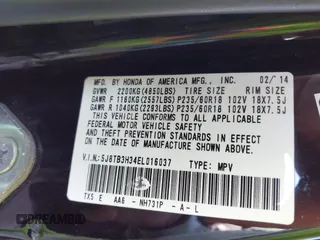 MFD. BY HONDA OF AMERICA MFG., INC. 02/14
GVWR 2200KG(4850LBS) TIRE SIZE RIM SIZE
GAWR F 1160KG(2557LBS) P235/60R18 102V 18X7.5J
GAWR R 1040KG(2293LBS) P235/60R18 102V 18X7.5J
THIS VEHICLE CONFORMS TO ALL APPLICABLE
FEDERAL MOTOR VEHICLE SAFETY, BUMPER,
AND THEFT PREVENTION STANDARDS IN EFFECT ON
THE DATE OF MANUFACTURE SHOWN ABOVE.
V.I.N: 5J8TB3H34EL016037 TYPE: MPV
TX5 E AA6 - NH731P - A - L
DREAMBID